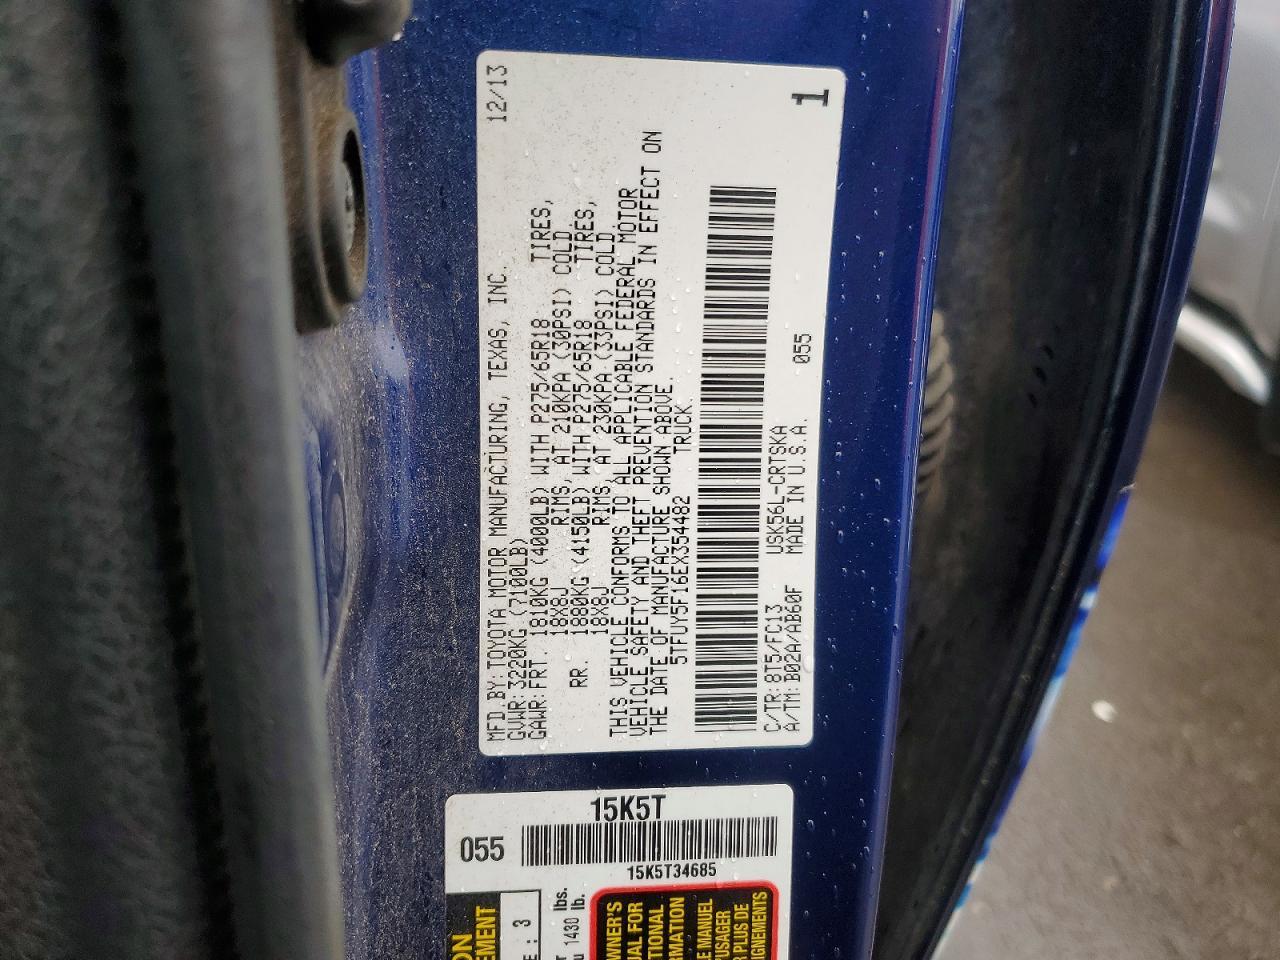 MFD.BY:TOYOTA MOTOR MANUFACTURING, TEXAS, INC. 12/13
GVWR:3220KG (7100LB)
GAWR:FRT 1810KG (4000LB) WITH P275/65R18 TIRES,
18X8J RIMS, AT 210KPA (30PSI) COLD
RR. 1880KG (4150LB) WITH P275/65R18 TIRES,
18X8J RIMS, AT 230KPA (33PSI) COLD
THIS VEHICLE CONFORMS TO ALL APPLICABLE FEDERAL MOTOR
VEHICLE SAFETY AND THEFT PREVENTION STANDARDS IN EFFECT ON
THE DATE OF MANUFACTURE SHOWN ABOVE.
5TFUY5F16EX354482 TRUCK.
C/TR:8T5/FC13 USK56L-CRTSKA 055
A/TM:B02A/AB60F MADE IN U.S.A.
1
15K5T
055
15K5T34685
: 3
1430 lb.
lbs.